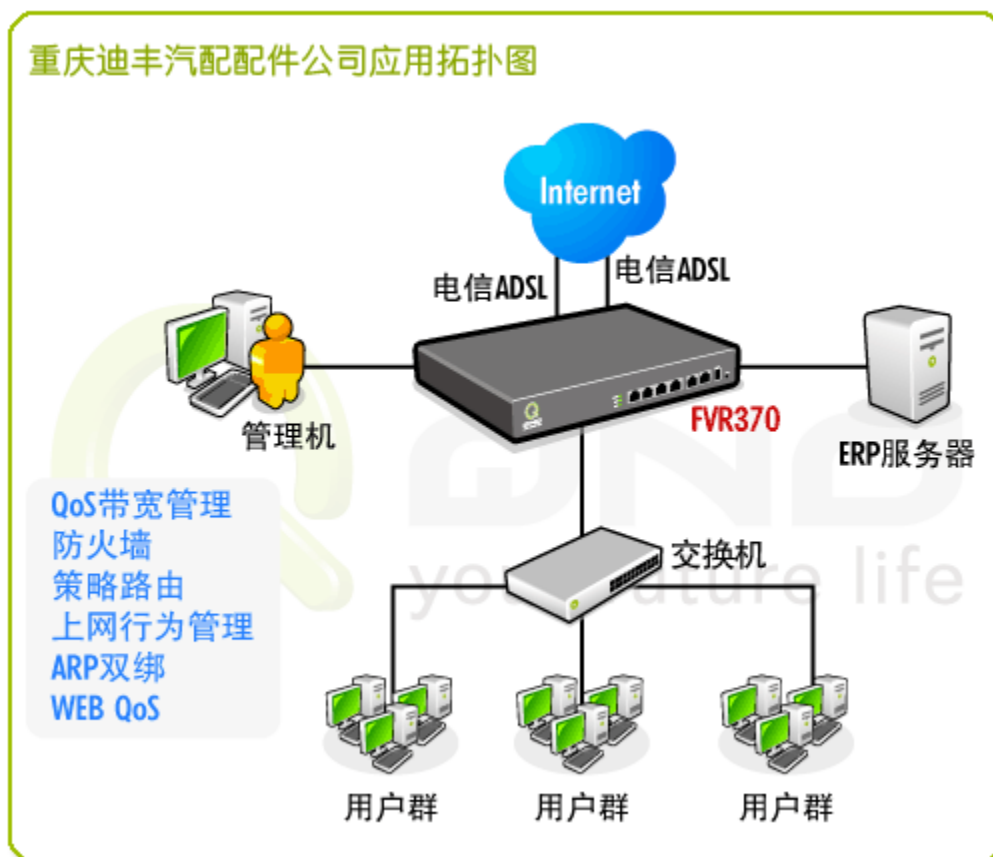 重庆迪丰汽配配件公司应用拓扑图
Internet
电信ADSL
电信ADSL
FVR370
管理机
ERP服务器
QoS带宽管理
防火墙
策略路由
上网行为管理
ARP双绑
WEB QoS
交换机
QNO
your future life
用户群
用户群
用户群